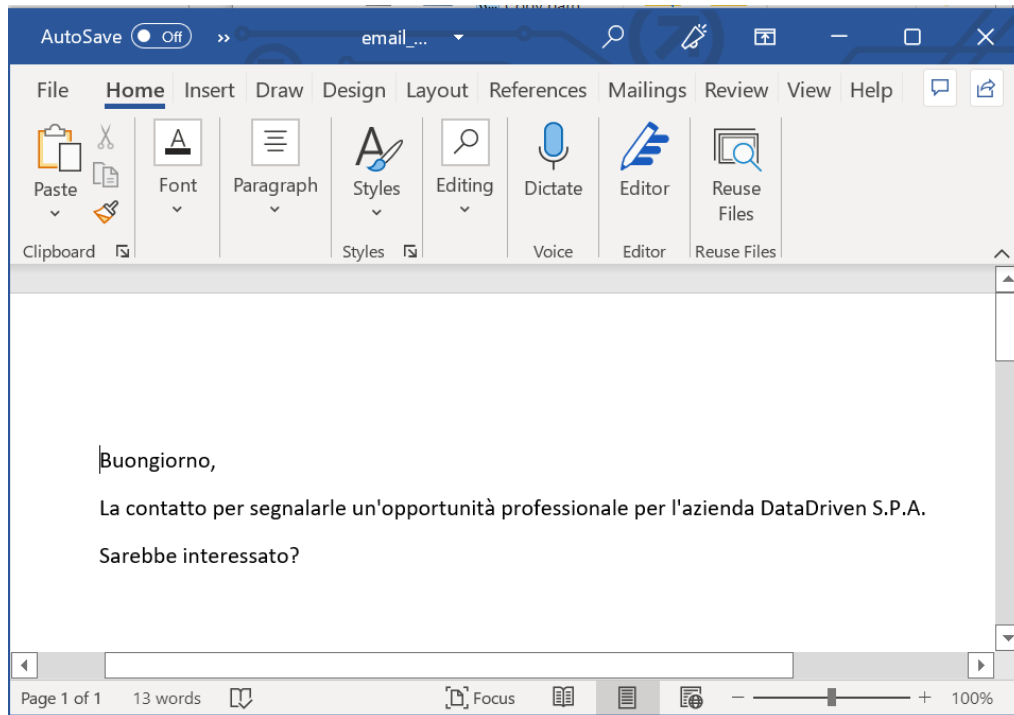 AutoSave Off » email_...
File Home Insert Draw Design Layout References Mailings Review View Help
Paste Font Paragraph Styles Editing Dictate Editor Reuse Files
Clipboard Styles Voice Editor Reuse Files
Buongiorno,
La contatto per segnalarle un'opportunità professionale per l'azienda DataDriven S.P.A.
Sarebbe interessato?
Page 1 of 1 13 words Focus 100%